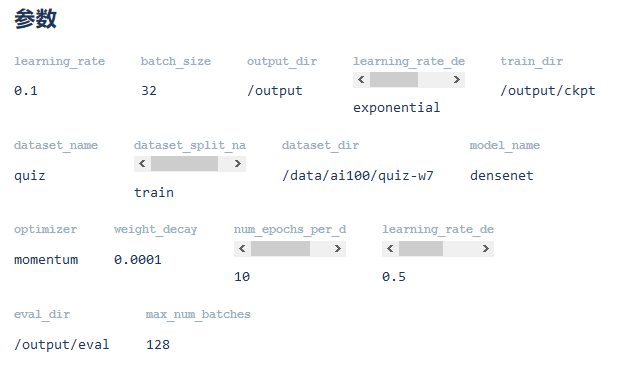 参数
learning_rate batch_size output_dir learning_rate_de train_dir
0.1 32 /output exponential /output/ckpt
dataset_name dataset_split_na dataset_dir model_name
quiz train /data/ai100/quiz-w7 densenet
optimizer weight_decay num_epochs_per_d learning_rate_de
momentum 0.0001 10 0.5
eval_dir max_num_batches
/output/eval 128